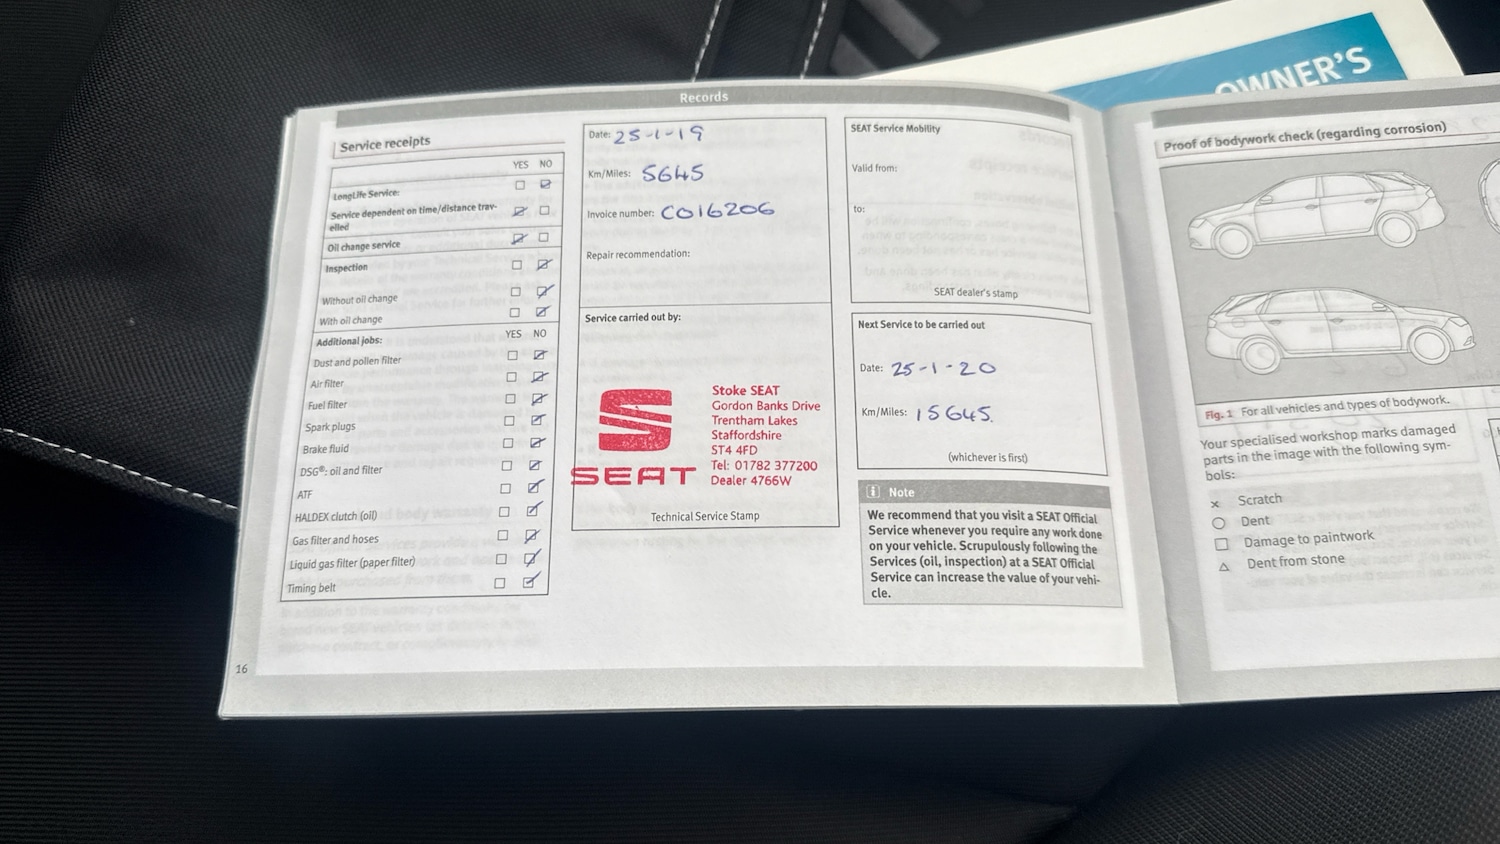 OWNER'S
Records
Service receipts
YES NO
LongLife Service:
Service dependent on time/distance trav-
elled
Oil change service
Inspection
Without oil change
With oil change
Additional jobs: YES NO
Dust and pollen filter
Air filter
Fuel filter
Spark plugs
Brake fluid
DSG®: oil and filter
ATF
HALDEX clutch (oil)
Gas filter and hoses
Liquid gas filter (paper filter)
Timing belt
16
Date: 25-1-19
Km/Miles: 5645
Invoice number: C016206
Repair recommendation:
Service carried out by:
SEAT
Stoke SEAT
Gordon Banks Drive
Trentham Lakes
Staffordshire
ST4 4FD
Tel: 01782 377200
Dealer 4766W
Technical Service Stamp
SEAT Service Mobility
Valid from:
to:
SEAT dealer's stamp
Next Service to be carried out
Date: 25-1-20
Km/Miles: 15645.
(whichever is first)
i Note
We recommend that you visit a SEAT Official
Service whenever you require any work done
on your vehicle. Scrupulously following the
Services (oil, inspection) at a SEAT Official
Service can increase the value of your vehi-
cle.
Proof of bodywork check (regarding corrosion)
Fig. 1 For all vehicles and types of bodywork.
Your specialised workshop marks damaged
parts in the image with the following sym-
bols:
x Scratch
○ Dent
□ Damage to paintwork
△ Dent from stone